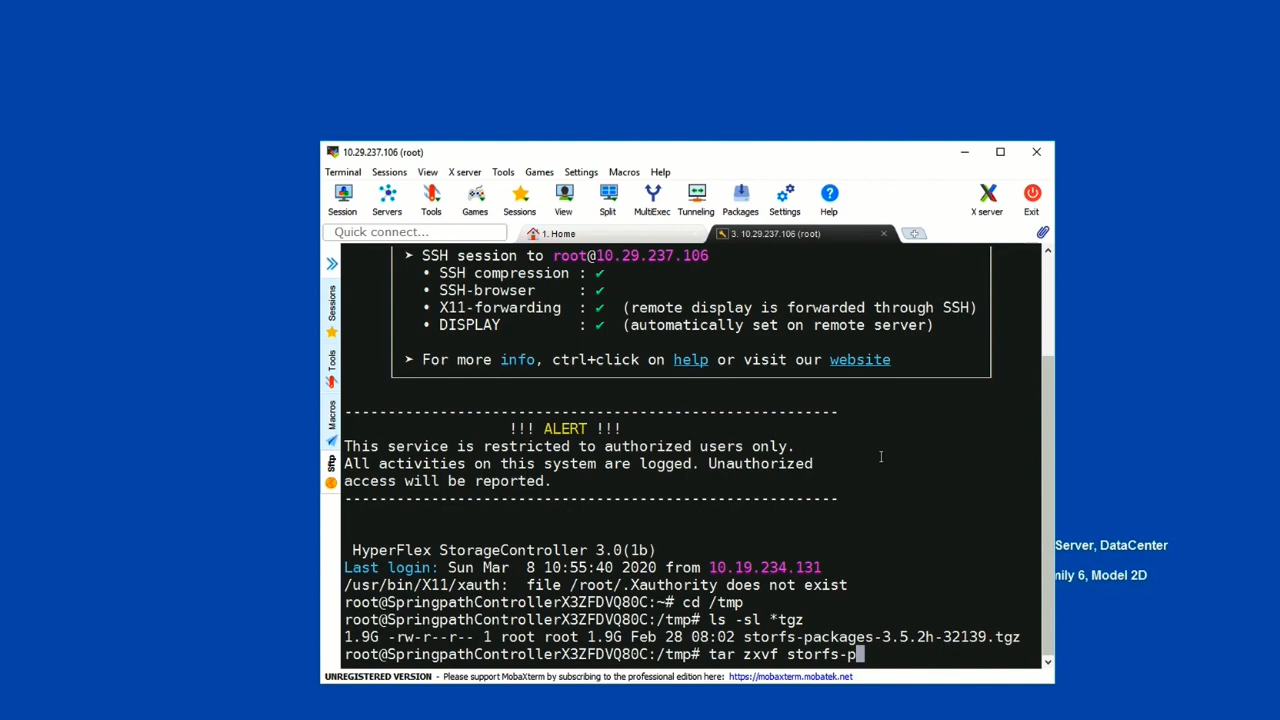 10.29.237.106 (root)
Terminal Sessions View X server Tools Games Settings Macros Help
Session Servers Tools Games Sessions View Split MultiExec Tunneling Packages Settings Help X server Exit
Quick connect...
1. Home
3. 10.29.237.106 (root)
Sessions
Tools
Macros
Sftp
➤ SSH session to root@10.29.237.106
• SSH compression : ✔
• SSH-browser : ✔
• X11-forwarding : ✔ (remote display is forwarded through SSH)
• DISPLAY : ✔ (automatically set on remote server)
➤ For more info, ctrl+click on help or visit our website
--------------------------------------------------------------------------------
!!! ALERT !!!
This service is restricted to authorized users only.
All activities on this system are logged. Unauthorized
access will be reported.
--------------------------------------------------------------------------------
HyperFlex StorageController 3.0(1b)
Last login: Sun Mar 8 10:55:40 2020 from 10.19.234.131
/usr/bin/X11/xauth: file /root/.Xauthority does not exist
root@SpringpathControllerX3ZFDVQ80C:~# cd /tmp
root@SpringpathControllerX3ZFDVQ80C:/tmp# ls -sl *tgz
1.9G -rw-r--r-- 1 root root 1.9G Feb 28 08:02 storfs-packages-3.5.2h-32139.tgz
root@SpringpathControllerX3ZFDVQ80C:/tmp# tar zxvf storfs-p
UNREGISTERED VERSION - Please support MobaXterm by subscribing to the professional edition here: https://mobaxterm.mobatek.net
Server, DataCenter
mily 6, Model 2D